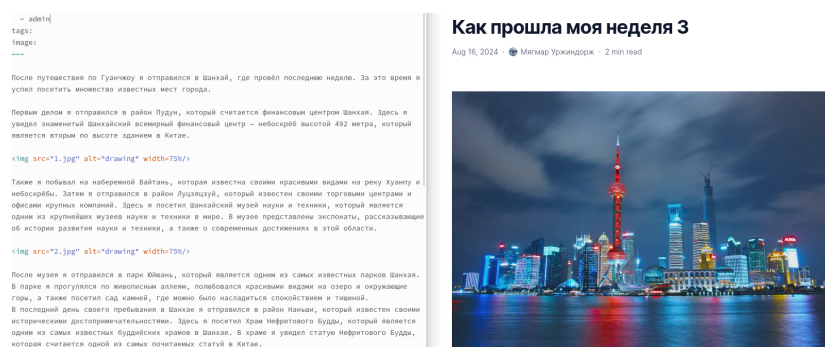 - admin
tags:
image:
---
После путешествия по Гуанчжоу я отправился в Шанхай, где провёл последнюю неделю. За это время я
успел посетить множество известных мест города.
Первым делом я отправился в район Пудун, который считается финансовым центром Шанхая. Здесь я
увидел знаменитый Шанхайский всемирный финансовый центр — небоскрёб высотой 492 метра, который
является вторым по высоте зданием в Китае.
<img src="1.jpg" alt="drawing" width=75%/>
Также я побывал на набережной Вайтань, которая известна своими красивыми видами на реку Хуанпу и
небоскрёбы. Затем я отправился в район Луцзяцзуй, который известен своими торговыми центрами и
офисами крупных компаний. Здесь я посетил Шанхайский музей науки и техники, который является
одним из крупнейших музеев науки и техники в мире. В музее представлены экспонаты, рассказывающие
об истории развития науки и техники, а также о современных достижениях в этой области.
<img src="2.jpg" alt="drawing" width=75%/>
После музея я отправился в парк Юйюань, который является одним из самых известных парков Шанхая.
В парке я прогулялся по живописным аллеям, полюбовался красивыми видами на озеро и окружающие
горы, а также посетил сад камней, где можно было насладиться спокойствием и тишиной.
В последний день своего пребывания в Шанхае я отправился в район Наньши, который известен своими
историческими достопримечательностями. Здесь я посетил Храм Нефритового Будды, который является
одним из самых известных буддийских храмов в Шанхае. В храме я увидел статую Нефритового Будды,
которая считается одной из самых почитаемых статуй в Китае.
Как прошла моя неделя 3
Aug 16, 2024 · Мягмар Уржиндорж · 2 min read